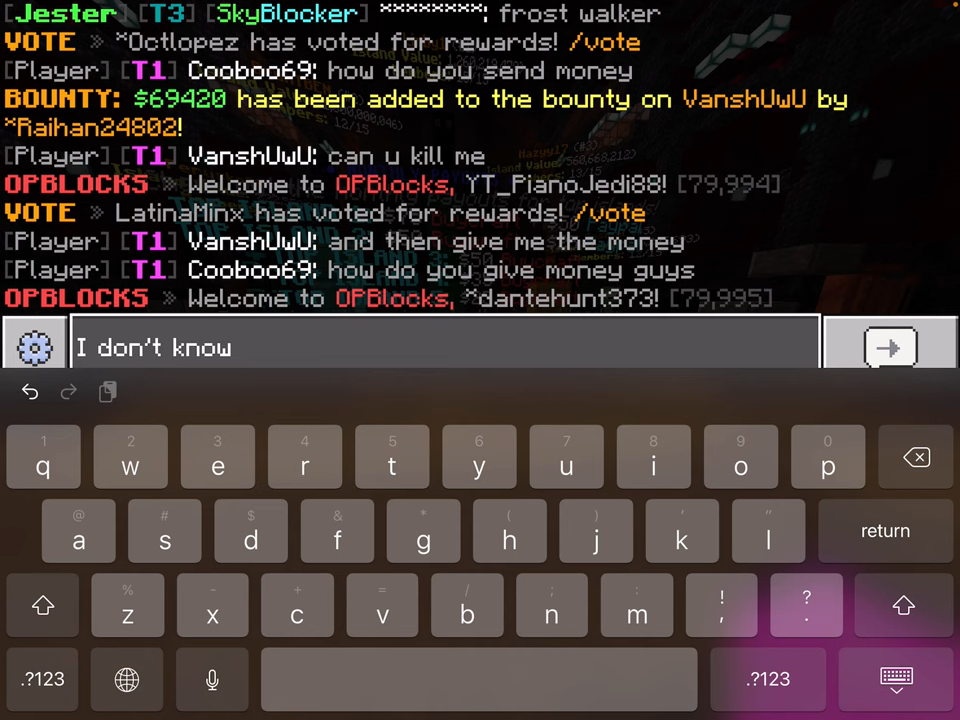 [Jester] [T3] [SkyBlocker] ********: frost walker
VOTE » *Octlopez has voted for rewards! /vote
[Player] [T1] Cooboo69: how do you send money
BOUNTY: $69420 has been added to the bounty on VanshUwU by
*Raihan24802!
[Player] [T1] VanshUwU: can u kill me
OPBLOCKS » Welcome to OPBlocks, YT_PianoJedi88! [79,994]
VOTE » LatinaMinx has voted for rewards! /vote
[Player] [T1] VanshUwU: and then give me the money
[Player] [T1] Cooboo69: how do you give money guys
OPBLOCKS » Welcome to OPBlocks, *dantehunt373! [79,995]
I don't know
1 2 3 4 5 6 7 8 9 0
q w e r t y u i o p
@ # $ & * ( ) ' "
a s d f g h j k l return
% - + = / ; : ! ?
z x c v b n m , .
.?123 .?123